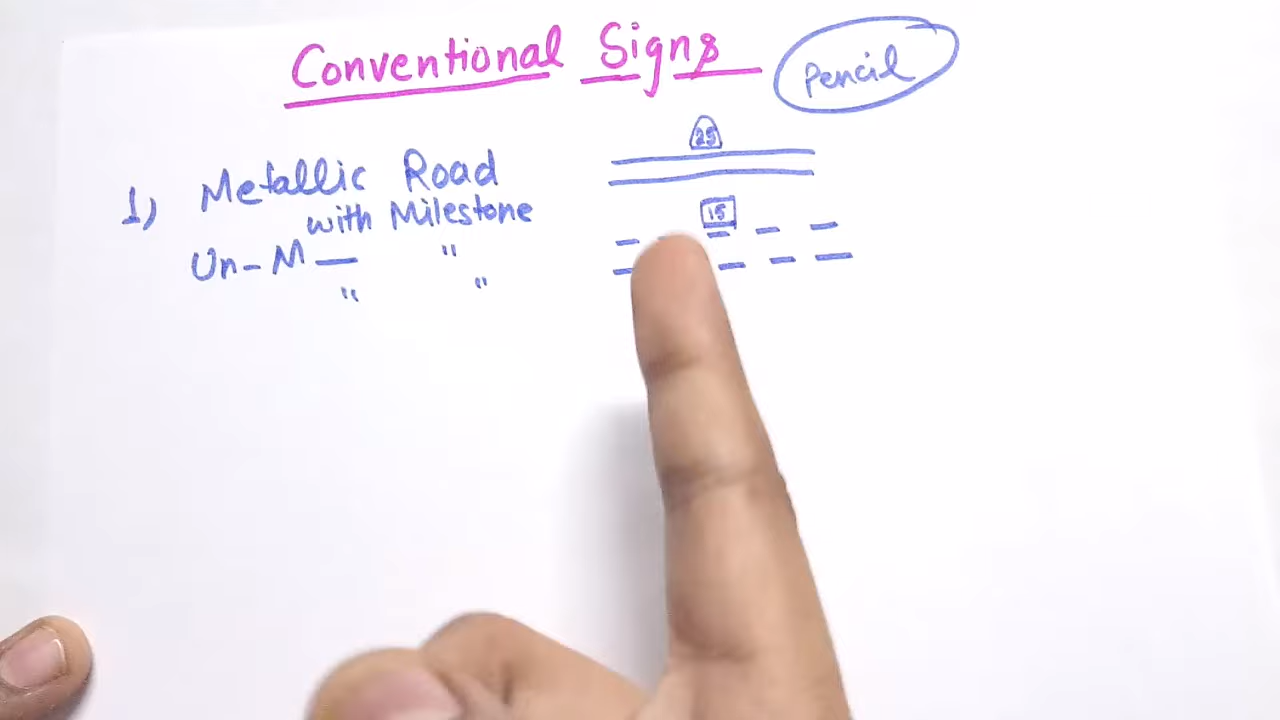 Conventional Signs
Pencil
25
1) Metallic Road
with Milestone
15
Un-M — "
" "